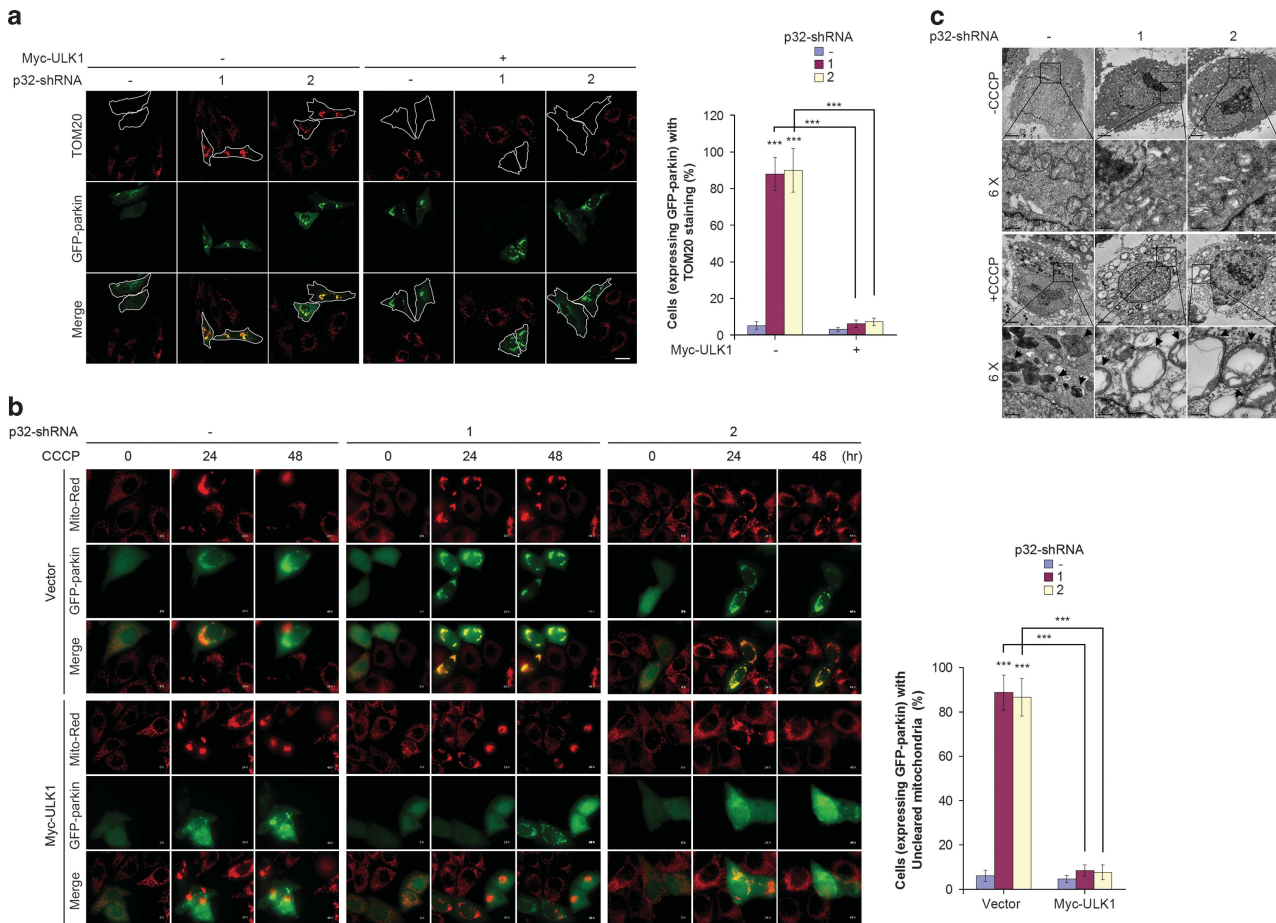 a
Myc-ULK1 - +
p32-shRNA - 1 2 - 1 2
TOM20
GFP-parkin
Merge
p32-shRNA
-
1
2
Cells (expressing GFP-parkin) with
TOM20 staining (%)
120
100
80
60
40
20
0
*** ***
***
***
Myc-ULK1 - +
c
p32-shRNA - 1 2
-CCCP
6 X
+CCCP
6 X
b
p32-shRNA - 1 2
CCCP 0 24 48 0 24 48 0 24 48 (hr)
Vector
Mito-Red
GFP-parkin
Merge
Myc-ULK1
Mito-Red
GFP-parkin
Merge
p32-shRNA
-
1
2
Cells (expressing GFP-parkin) with
Uncleared mitochondria (%)
100
80
60
40
20
0
*** ***
***
***
Vector Myc-ULK1